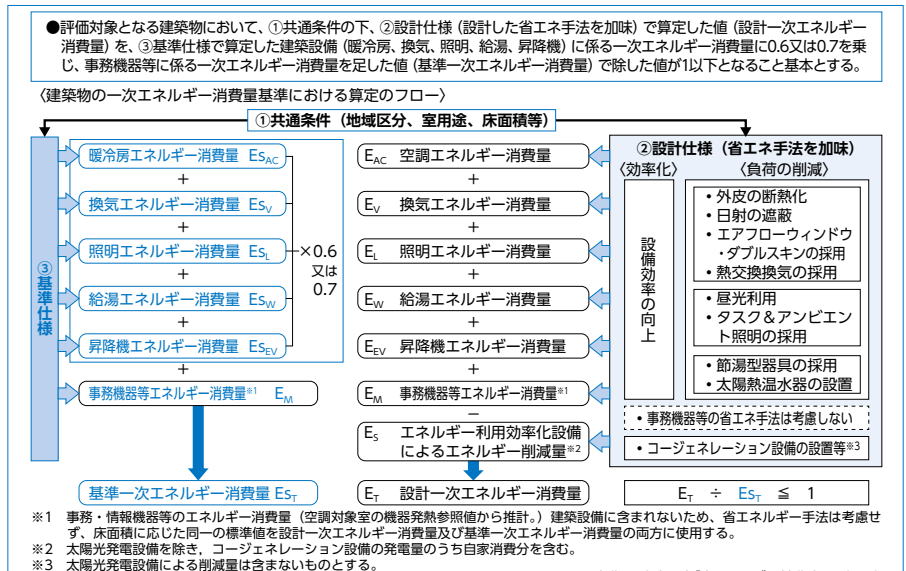 ●評価対象となる建築物において、①共通条件の下、②設計仕様（設計した省エネ手法を加味）で算定した値（設計一次エネルギー
消費量）を、③基準仕様で算定した建築設備（暖冷房、換気、照明、給湯、昇降機）に係る一次エネルギー消費量に0.6又は0.7を乗
じ、事務機器等に係る一次エネルギー消費量を足した値（基準一次エネルギー消費量）で除した値が1以下となること基本とする。
〈建築物の一次エネルギー消費量基準における算定のフロー〉
①共通条件（地域区分、室用途、床面積等）
③基準仕様
暖冷房エネルギー消費量 EsAC
+
換気エネルギー消費量 EsV
+
照明エネルギー消費量 EsL
+
給湯エネルギー消費量 EsW
+
昇降機エネルギー消費量 EsEV
×0.6
又は
0.7
+
事務機器等エネルギー消費量※1 EM
基準一次エネルギー消費量 EsT
EAC 空調エネルギー消費量
+
EV 換気エネルギー消費量
+
EL 照明エネルギー消費量
+
EW 給湯エネルギー消費量
+
EEV 昇降機エネルギー消費量
+
EM 事務機器等エネルギー消費量※1
−
ES エネルギー利用効率化設備
によるエネルギー削減量※2
ET 設計一次エネルギー消費量
②設計仕様（省エネ手法を加味）
〈効率化〉 〈負荷の削減〉
設備効率の向上
・外皮の断熱化
・日射の遮蔽
・エアフローウィンドウ
・ダブルスキンの採用
・熱交換換気の採用
・昼光利用
・タスク＆アンビエン
ト照明の採用
・節湯型器具の採用
・太陽熱温水器の設置
・事務機器等の省エネ手法は考慮しない
・コージェネレーション設備の設置等※3
ET ÷ EsT ≦ 1
※1 事務・情報機器等のエネルギー消費量（空調対象室の機器発熱参照値から推計。）建築設備に含まれないため、省エネルギー手法は考慮せ
ず、床面積に応じた同一の標準値を設計一次エネルギー消費量及び基準一次エネルギー消費量の両方に使用する。
※2 太陽光発電設備を除き，コージェネレーション設備の発電量のうち自家消費分を含む。
※3 太陽光発電設備による削減量は含まないものとする。